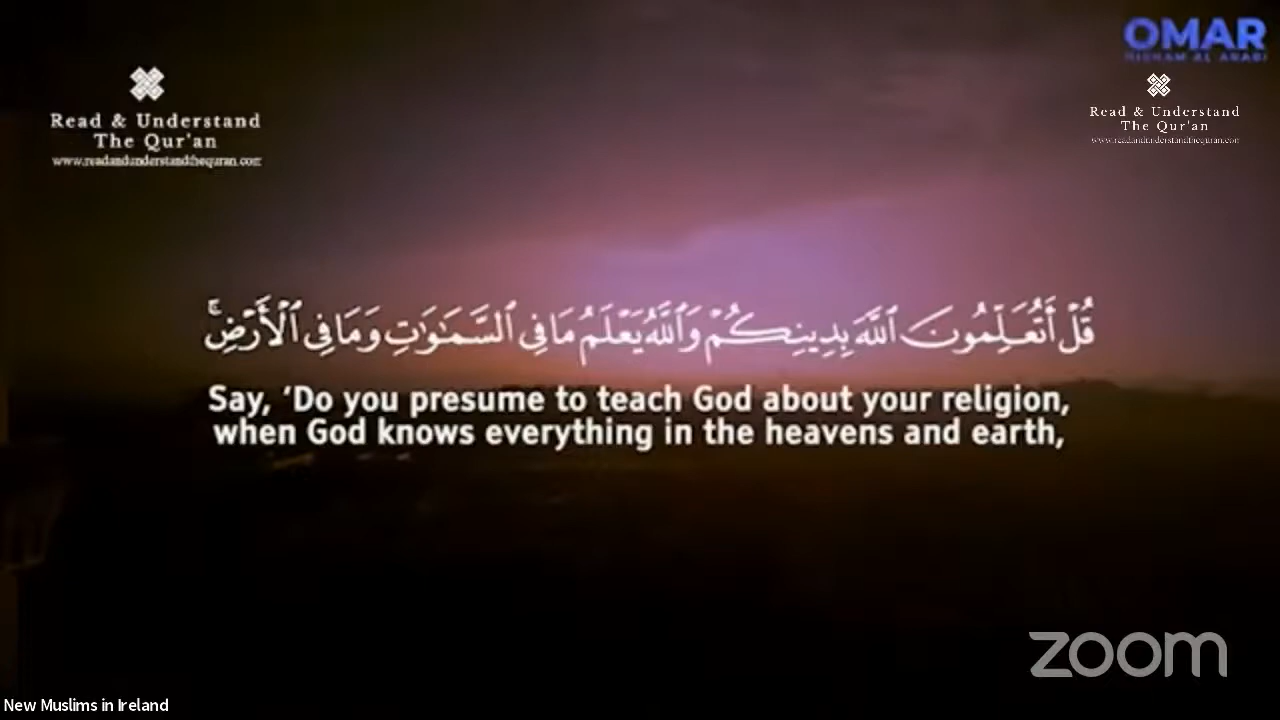 OMAR
HISHAM AL ARABI
Read & Understand
The Qur'an
www.readandunderstandthequran.com
Read & Understand
The Qur'an
www.readandunderstandthequran.com
قُلْ أَتُعَلِّمُونَ ٱللَّهَ بِدِينِكُمْ وَٱللَّهُ يَعْلَمُ مَا فِى ٱلسَّمَـٰوَٰتِ وَمَا فِى ٱلْأَرْضِ ۚ
Say, ‘Do you presume to teach God about your religion,
when God knows everything in the heavens and earth,
zoom
New Muslims in Ireland